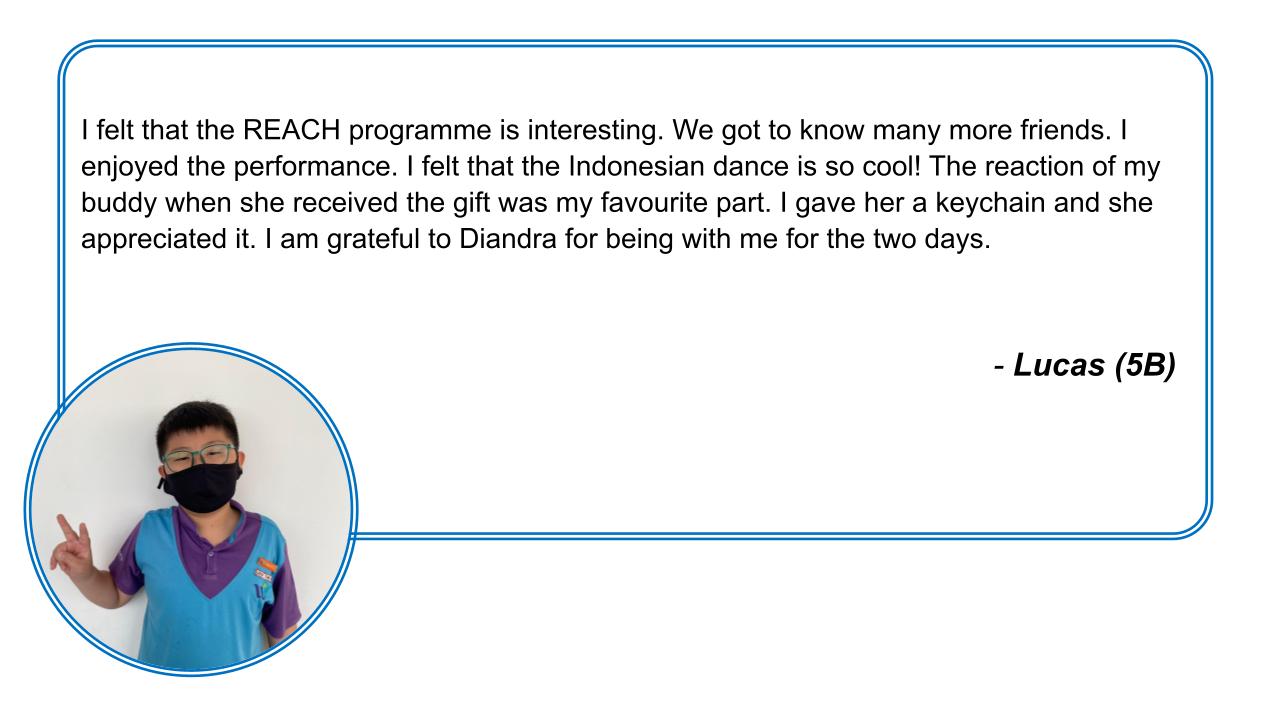 I felt that the REACH programme is interesting. We got to know many more friends. I
enjoyed the performance. I felt that the Indonesian dance is so cool! The reaction of my
buddy when she received the gift was my favourite part. I gave her a keychain and she
appreciated it. I am grateful to Diandra for being with me for the two days.
- Lucas (5B)